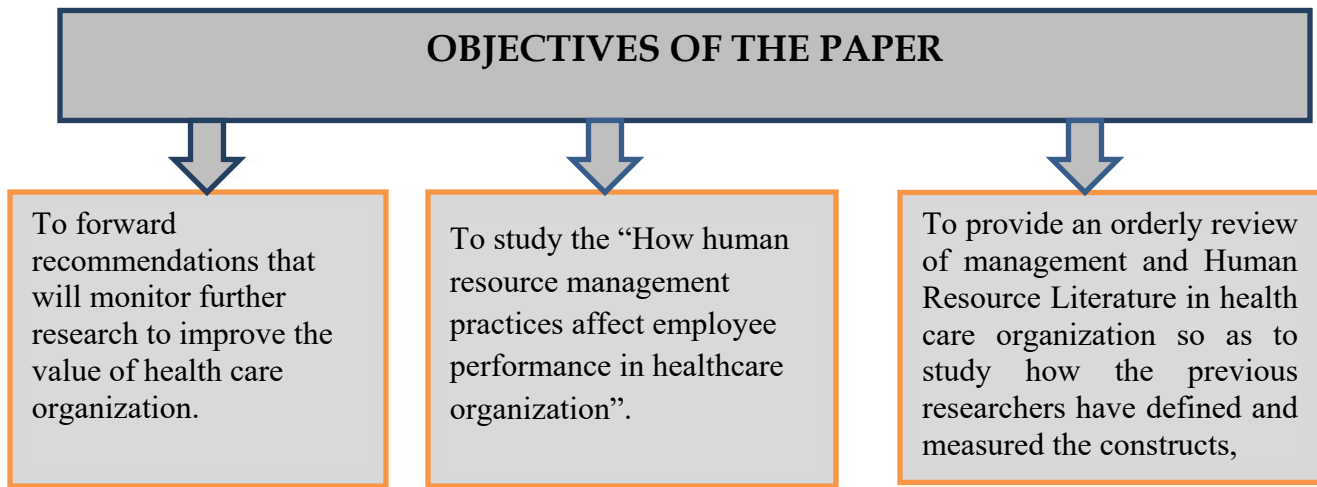 OBJECTIVES OF THE PAPER
To forward
recommendations that
will monitor further
research to improve the
value of health care
organization.
To study the “How human
resource management
practices affect employee
performance in healthcare
organization”.
To provide an orderly review
of management and Human
Resource Literature in health
care organization so as to
study how the previous
researchers have defined and
measured the constructs,